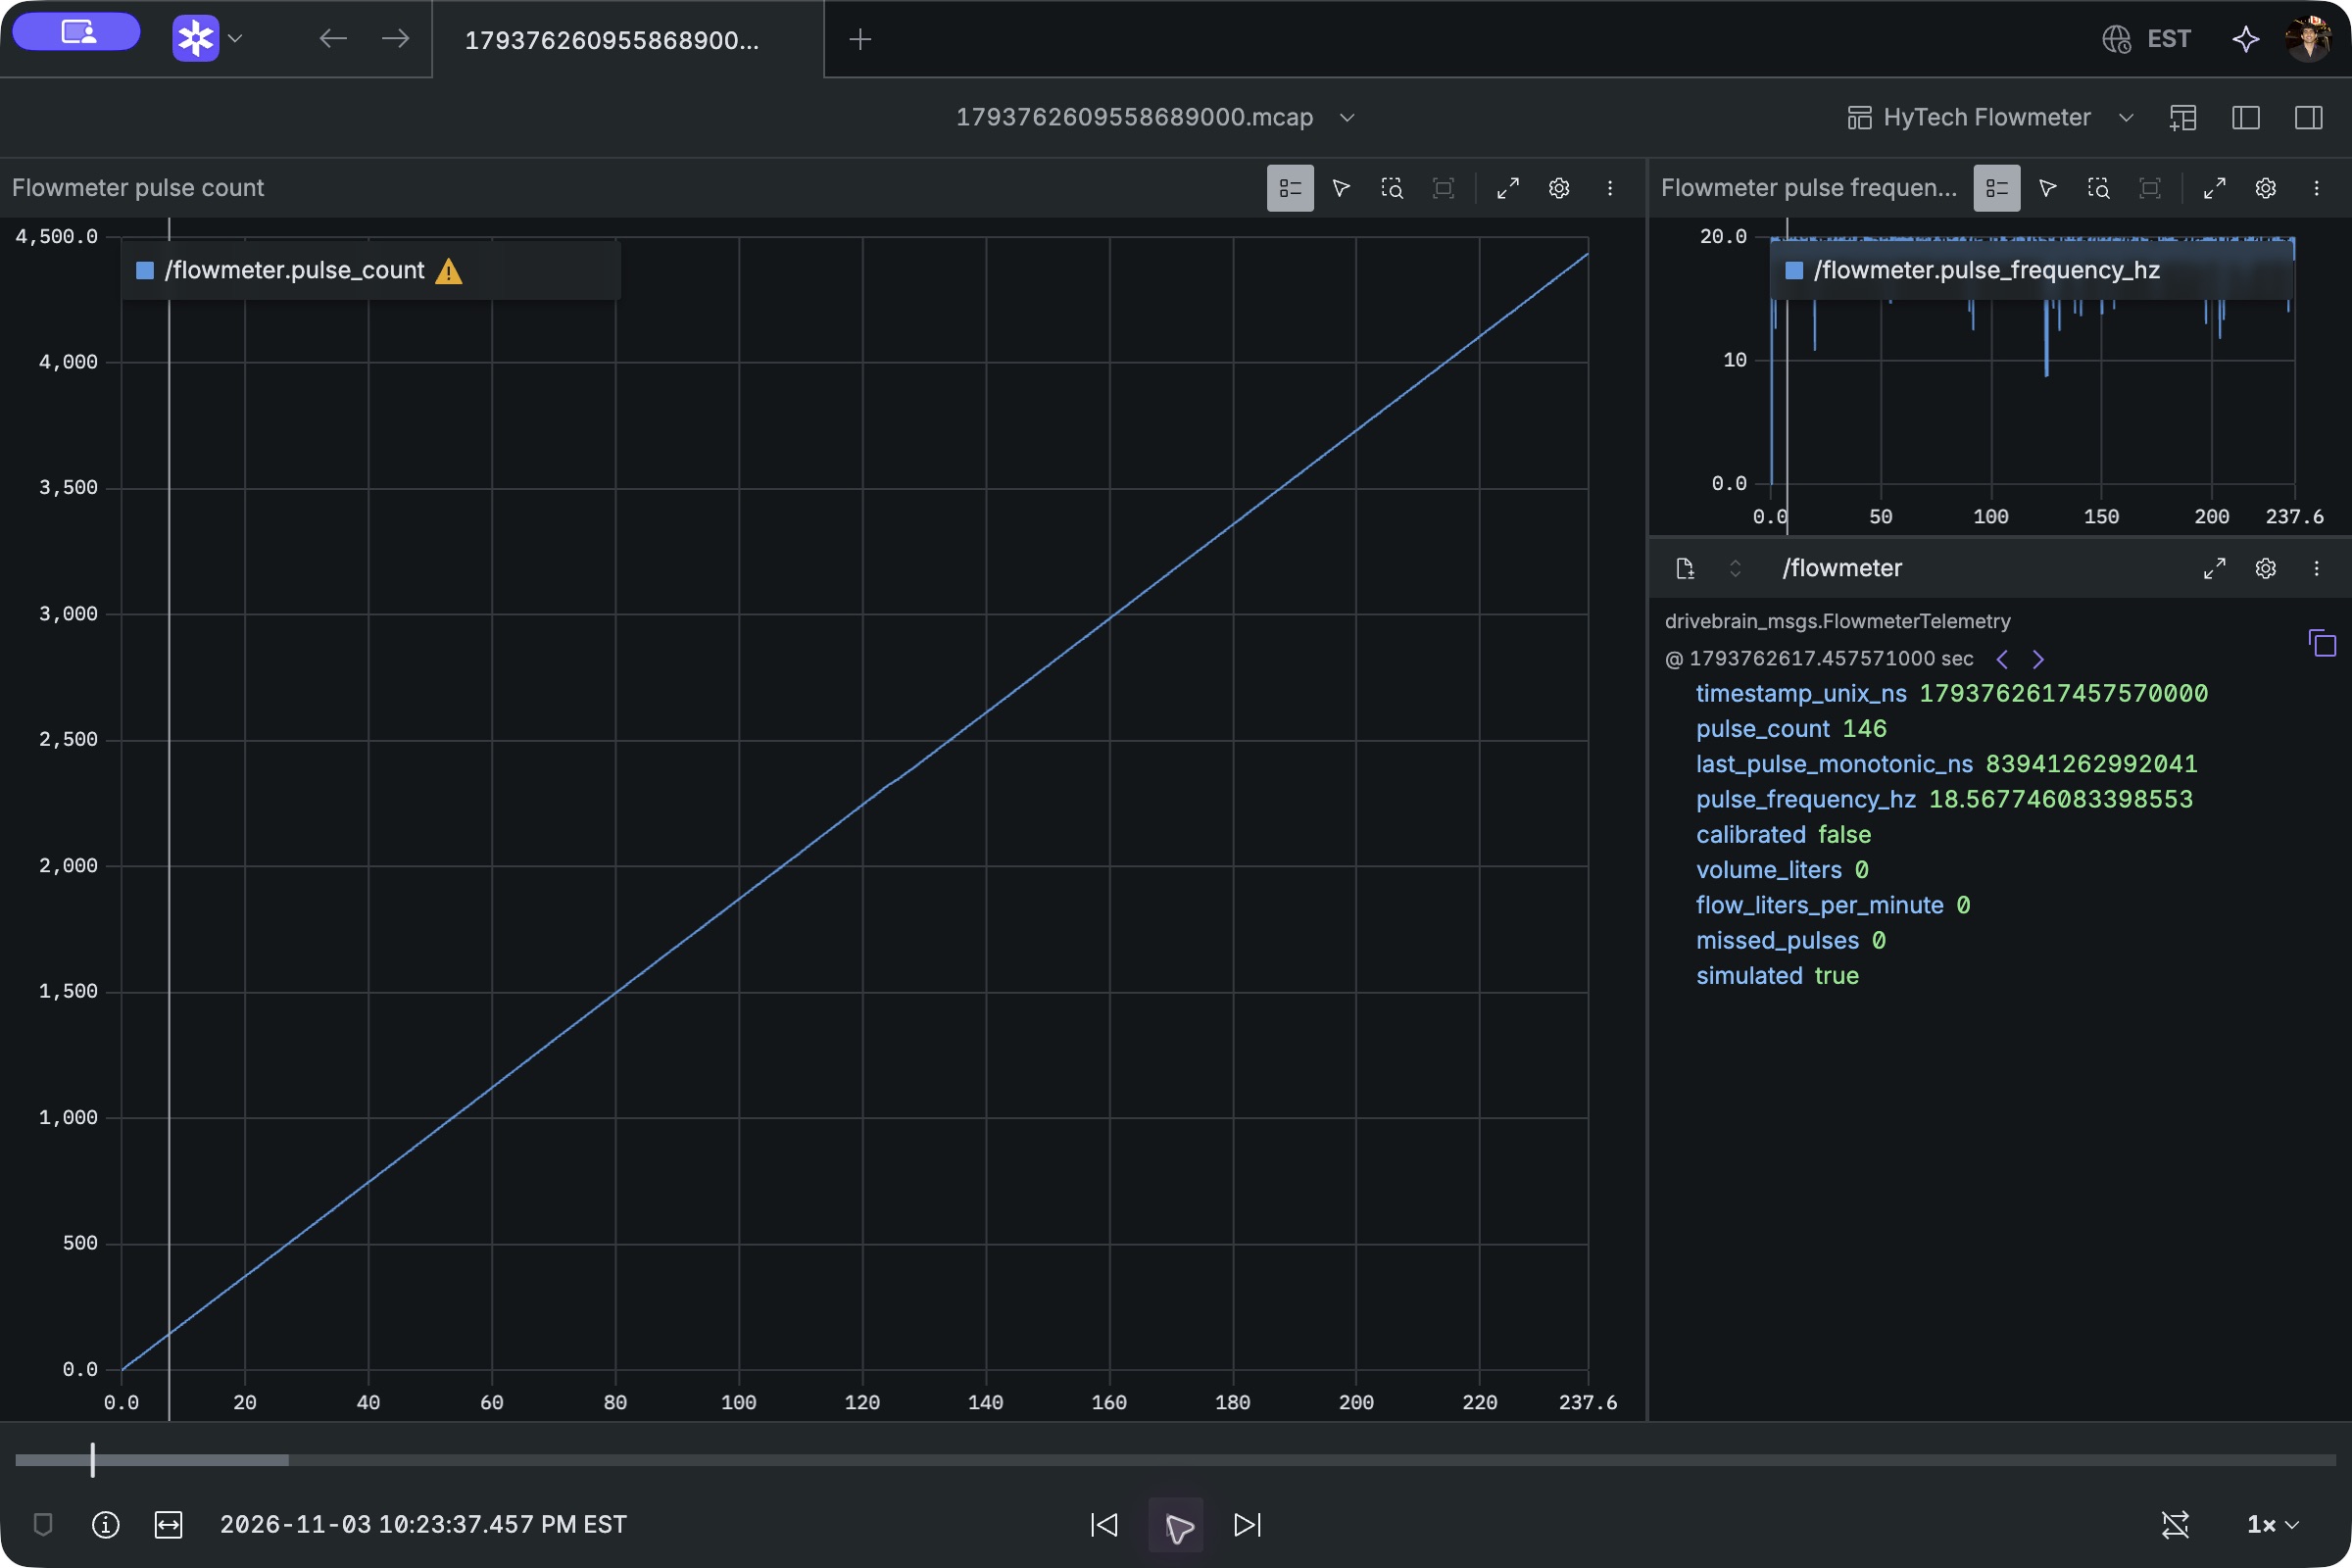 179376260955868900...
EST
1793762609558689000.mcap
HyTech Flowmeter
Flowmeter pulse count
4,500.0
/flowmeter.pulse_count
4,000
3,500
3,000
2,500
2,000
1,500
1,000
500
0.0
0.0 20 40 60 80 100 120 140 160 180 200 220 237.6
Flowmeter pulse frequen...
20.0
/flowmeter.pulse_frequency_hz
10
0.0
0.0 50 100 150 200 237.6
/flowmeter
drivebrain_msgs.FlowmeterTelemetry
@ 1793762617.457571000 sec
timestamp_unix_ns 1793762617457570000
pulse_count 146
last_pulse_monotonic_ns 83941262992041
pulse_frequency_hz 18.567746083398553
calibrated false
volume_liters 0
flow_liters_per_minute 0
missed_pulses 0
simulated true
2026-11-03 10:23:37.457 PM EST
1×